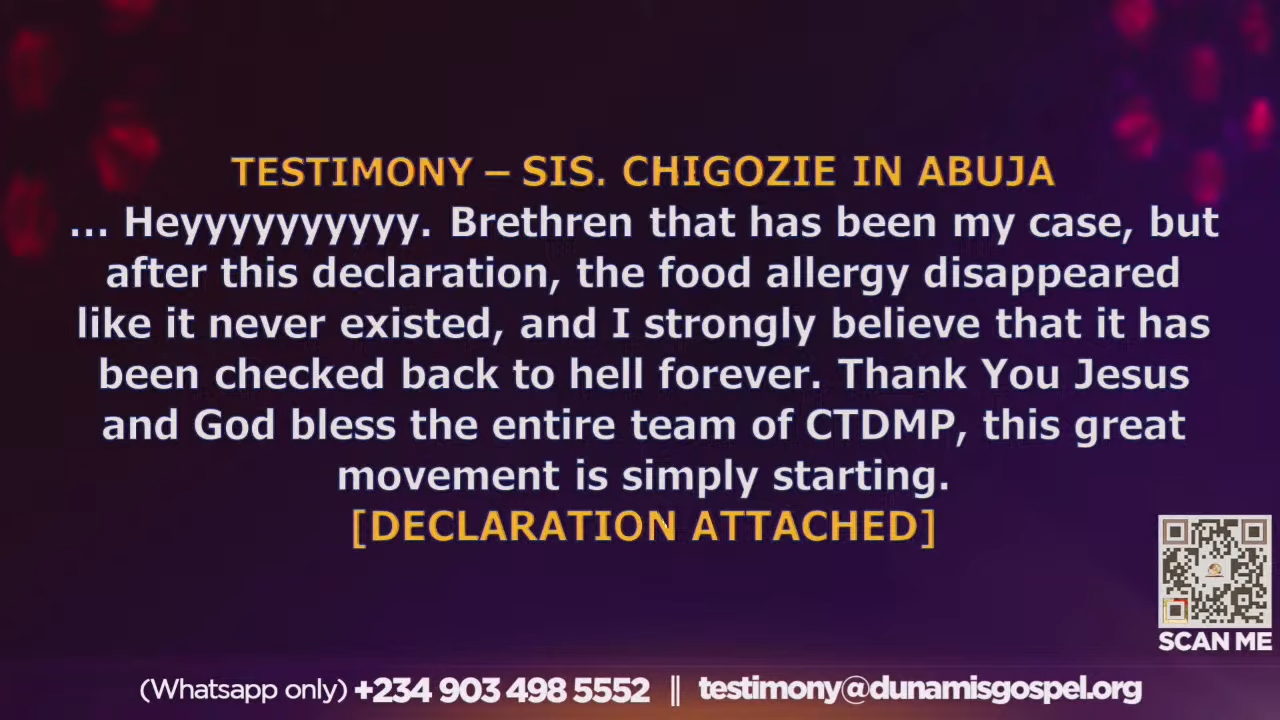 TESTIMONY – SIS. CHIGOZIE IN ABUJA
... Heyyyyyyyyyy. Brethren that has been my case, but
after this declaration, the food allergy disappeared
like it never existed, and I strongly believe that it has
been checked back to hell forever. Thank You Jesus
and God bless the entire team of CTDMP, this great
movement is simply starting.
[DECLARATION ATTACHED]
SCAN ME
(Whatsapp only) +234 903 498 5552 || testimony@dunamisgospel.org